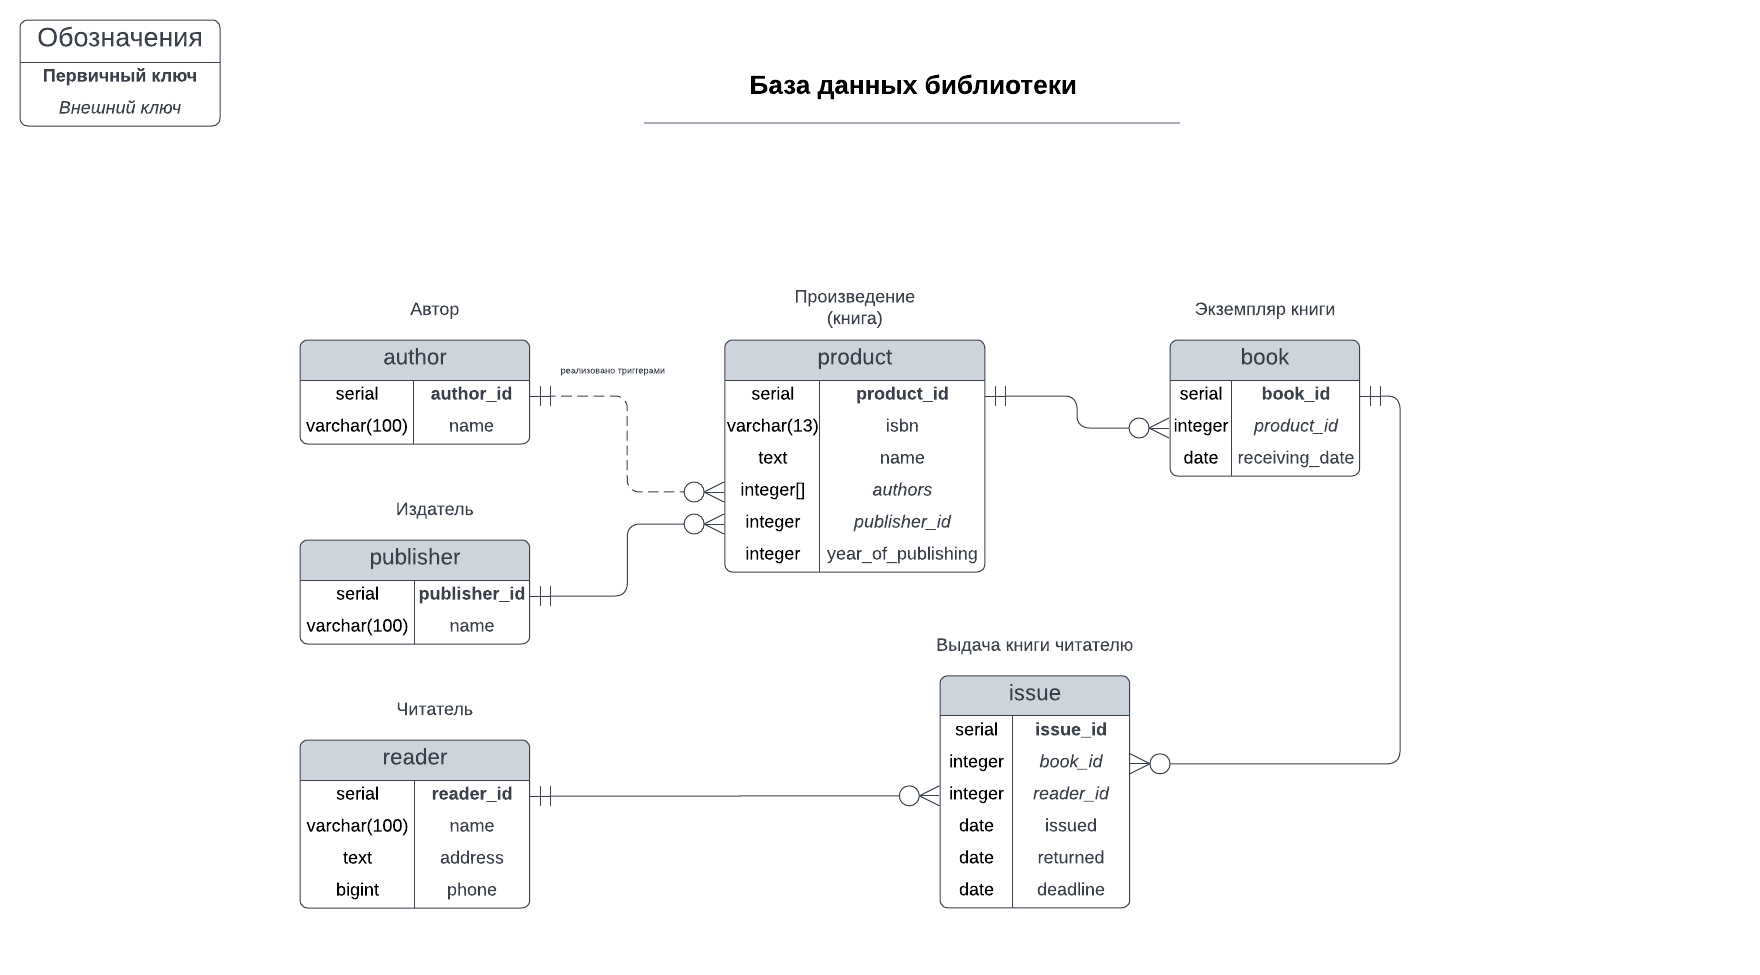 Обозначения
Первичный ключ
Внешний ключ
База данных библиотеки
Автор
author
serial author_id
varchar(100) name
реализовано триггерами
Произведение
(книга)
product
serial product_id
varchar(13) isbn
text name
integer[] authors
integer publisher_id
integer year_of_publishing
Экземпляр книги
book
serial book_id
integer product_id
date receiving_date
Издатель
publisher
serial publisher_id
varchar(100) name
Выдача книги читателю
issue
serial issue_id
integer book_id
integer reader_id
date issued
date returned
date deadline
Читатель
reader
serial reader_id
varchar(100) name
text address
bigint phone